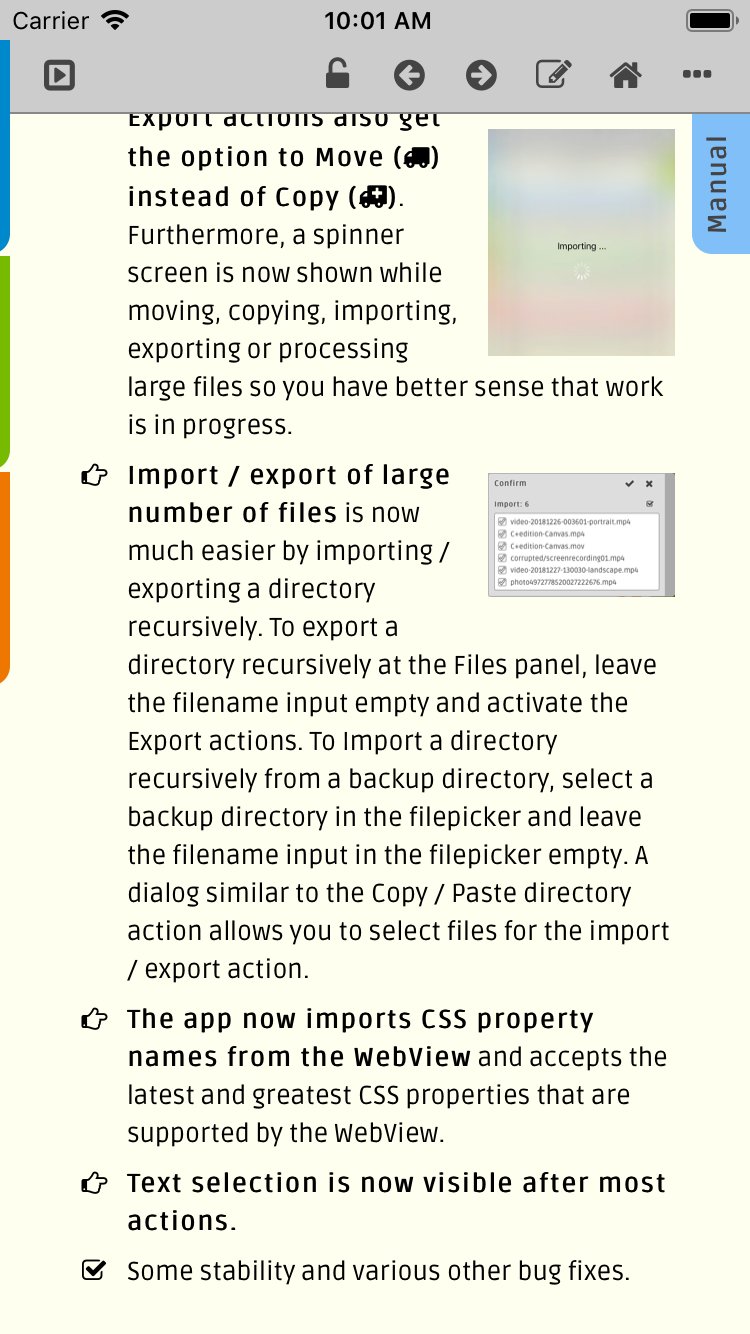 Carrier 10:01 AM
Manual
Export actions also get
the option to Move ( )
instead of Copy ( ).
Furthermore, a spinner
screen is now shown while
moving, copying, importing,
exporting or processing
large files so you have better sense that work
is in progress.
Importing ...
Import / export of large
number of files is now
much easier by importing /
exporting a directory
recursively. To export a
directory recursively at the Files panel, leave
the filename input empty and activate the
Export actions. To Import a directory
recursively from a backup directory, select a
backup directory in the filepicker and leave
the filename input in the filepicker empty. A
dialog similar to the Copy / Paste directory
action allows you to select files for the import
/ export action.
Confirm
Import: 6
video-20181226-003601-portrait.mp4
C+edition-Canvas.mp4
C+edition-Canvas.mov
corrupted/screenrecording01.mp4
video-20181227-130030-landscape.mp4
photo4972778520027222676.mp4
The app now imports CSS property
names from the WebView and accepts the
latest and greatest CSS properties that are
supported by the WebView.
Text selection is now visible after most
actions.
Some stability and various other bug fixes.